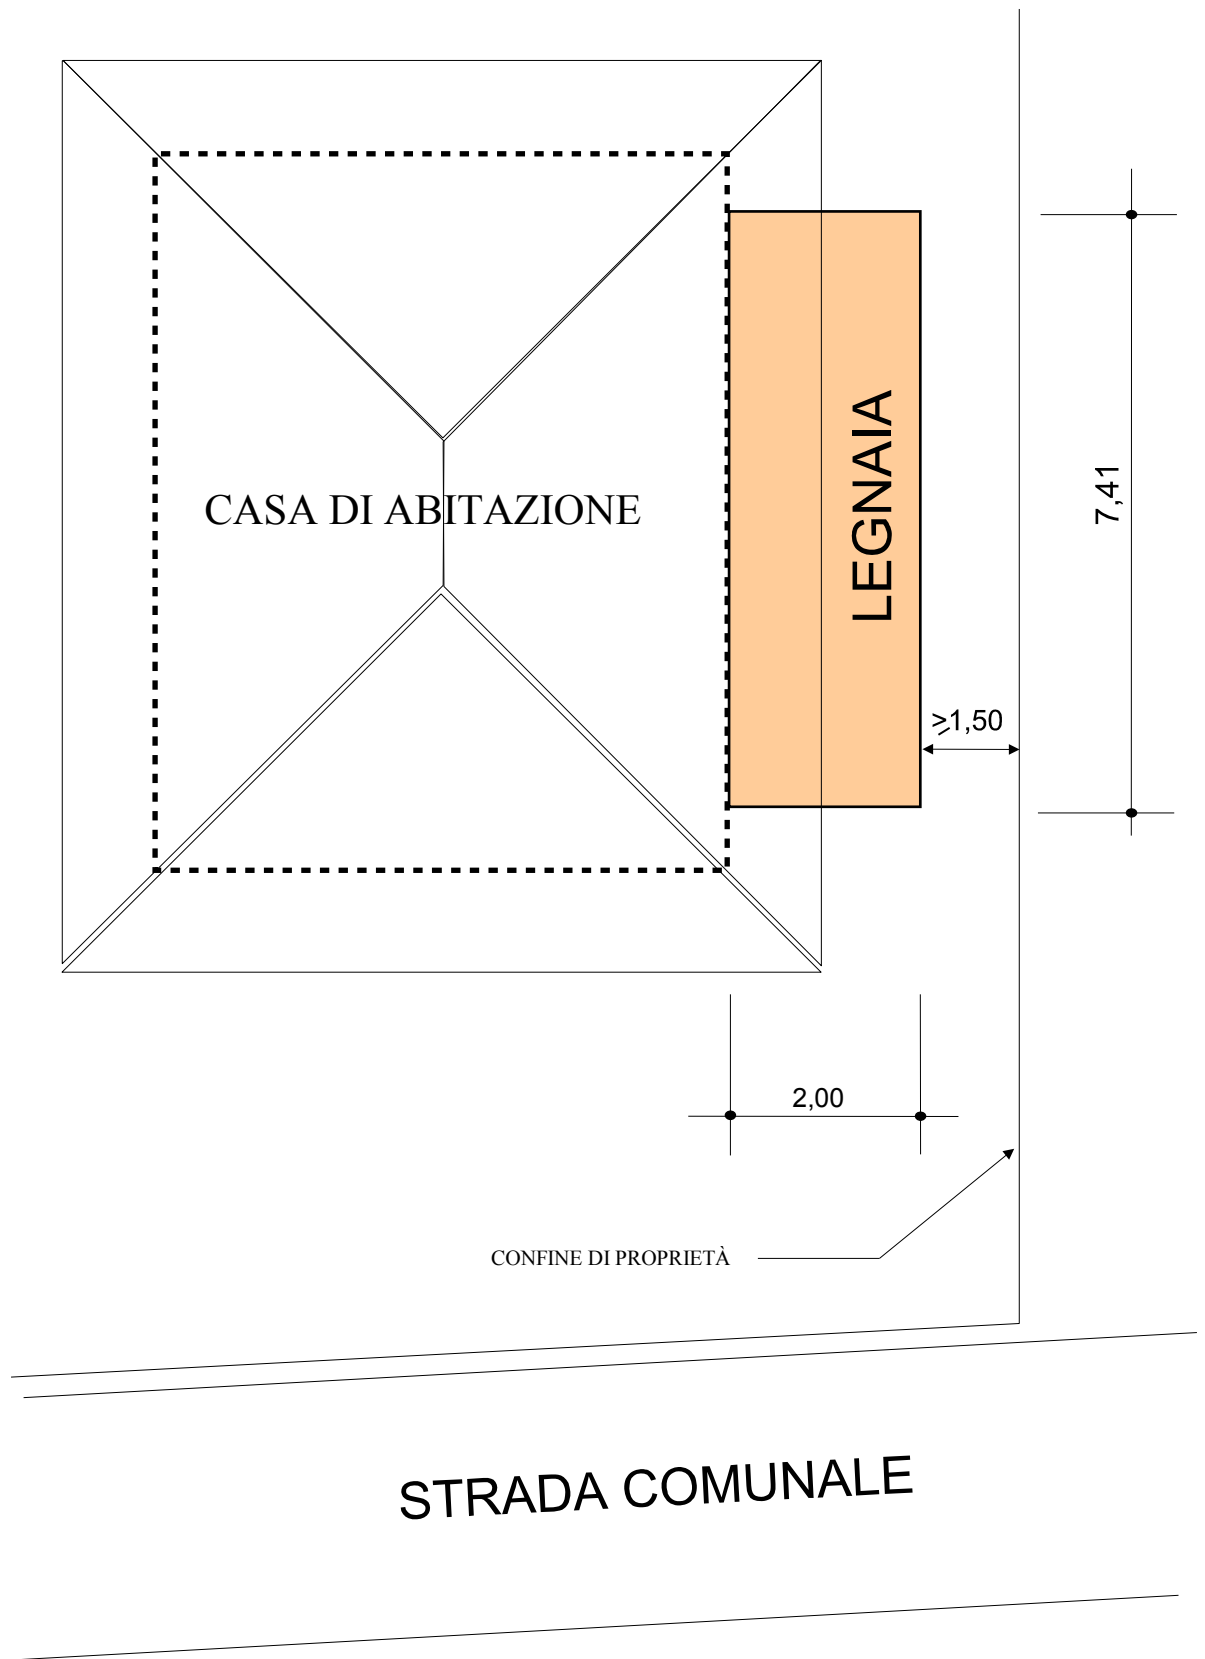 CASA DI ABITAZIONE
LEGNAIA
7,41
≥1,50
2,00
CONFINE DI PROPRIETÀ
STRADA COMUNALE